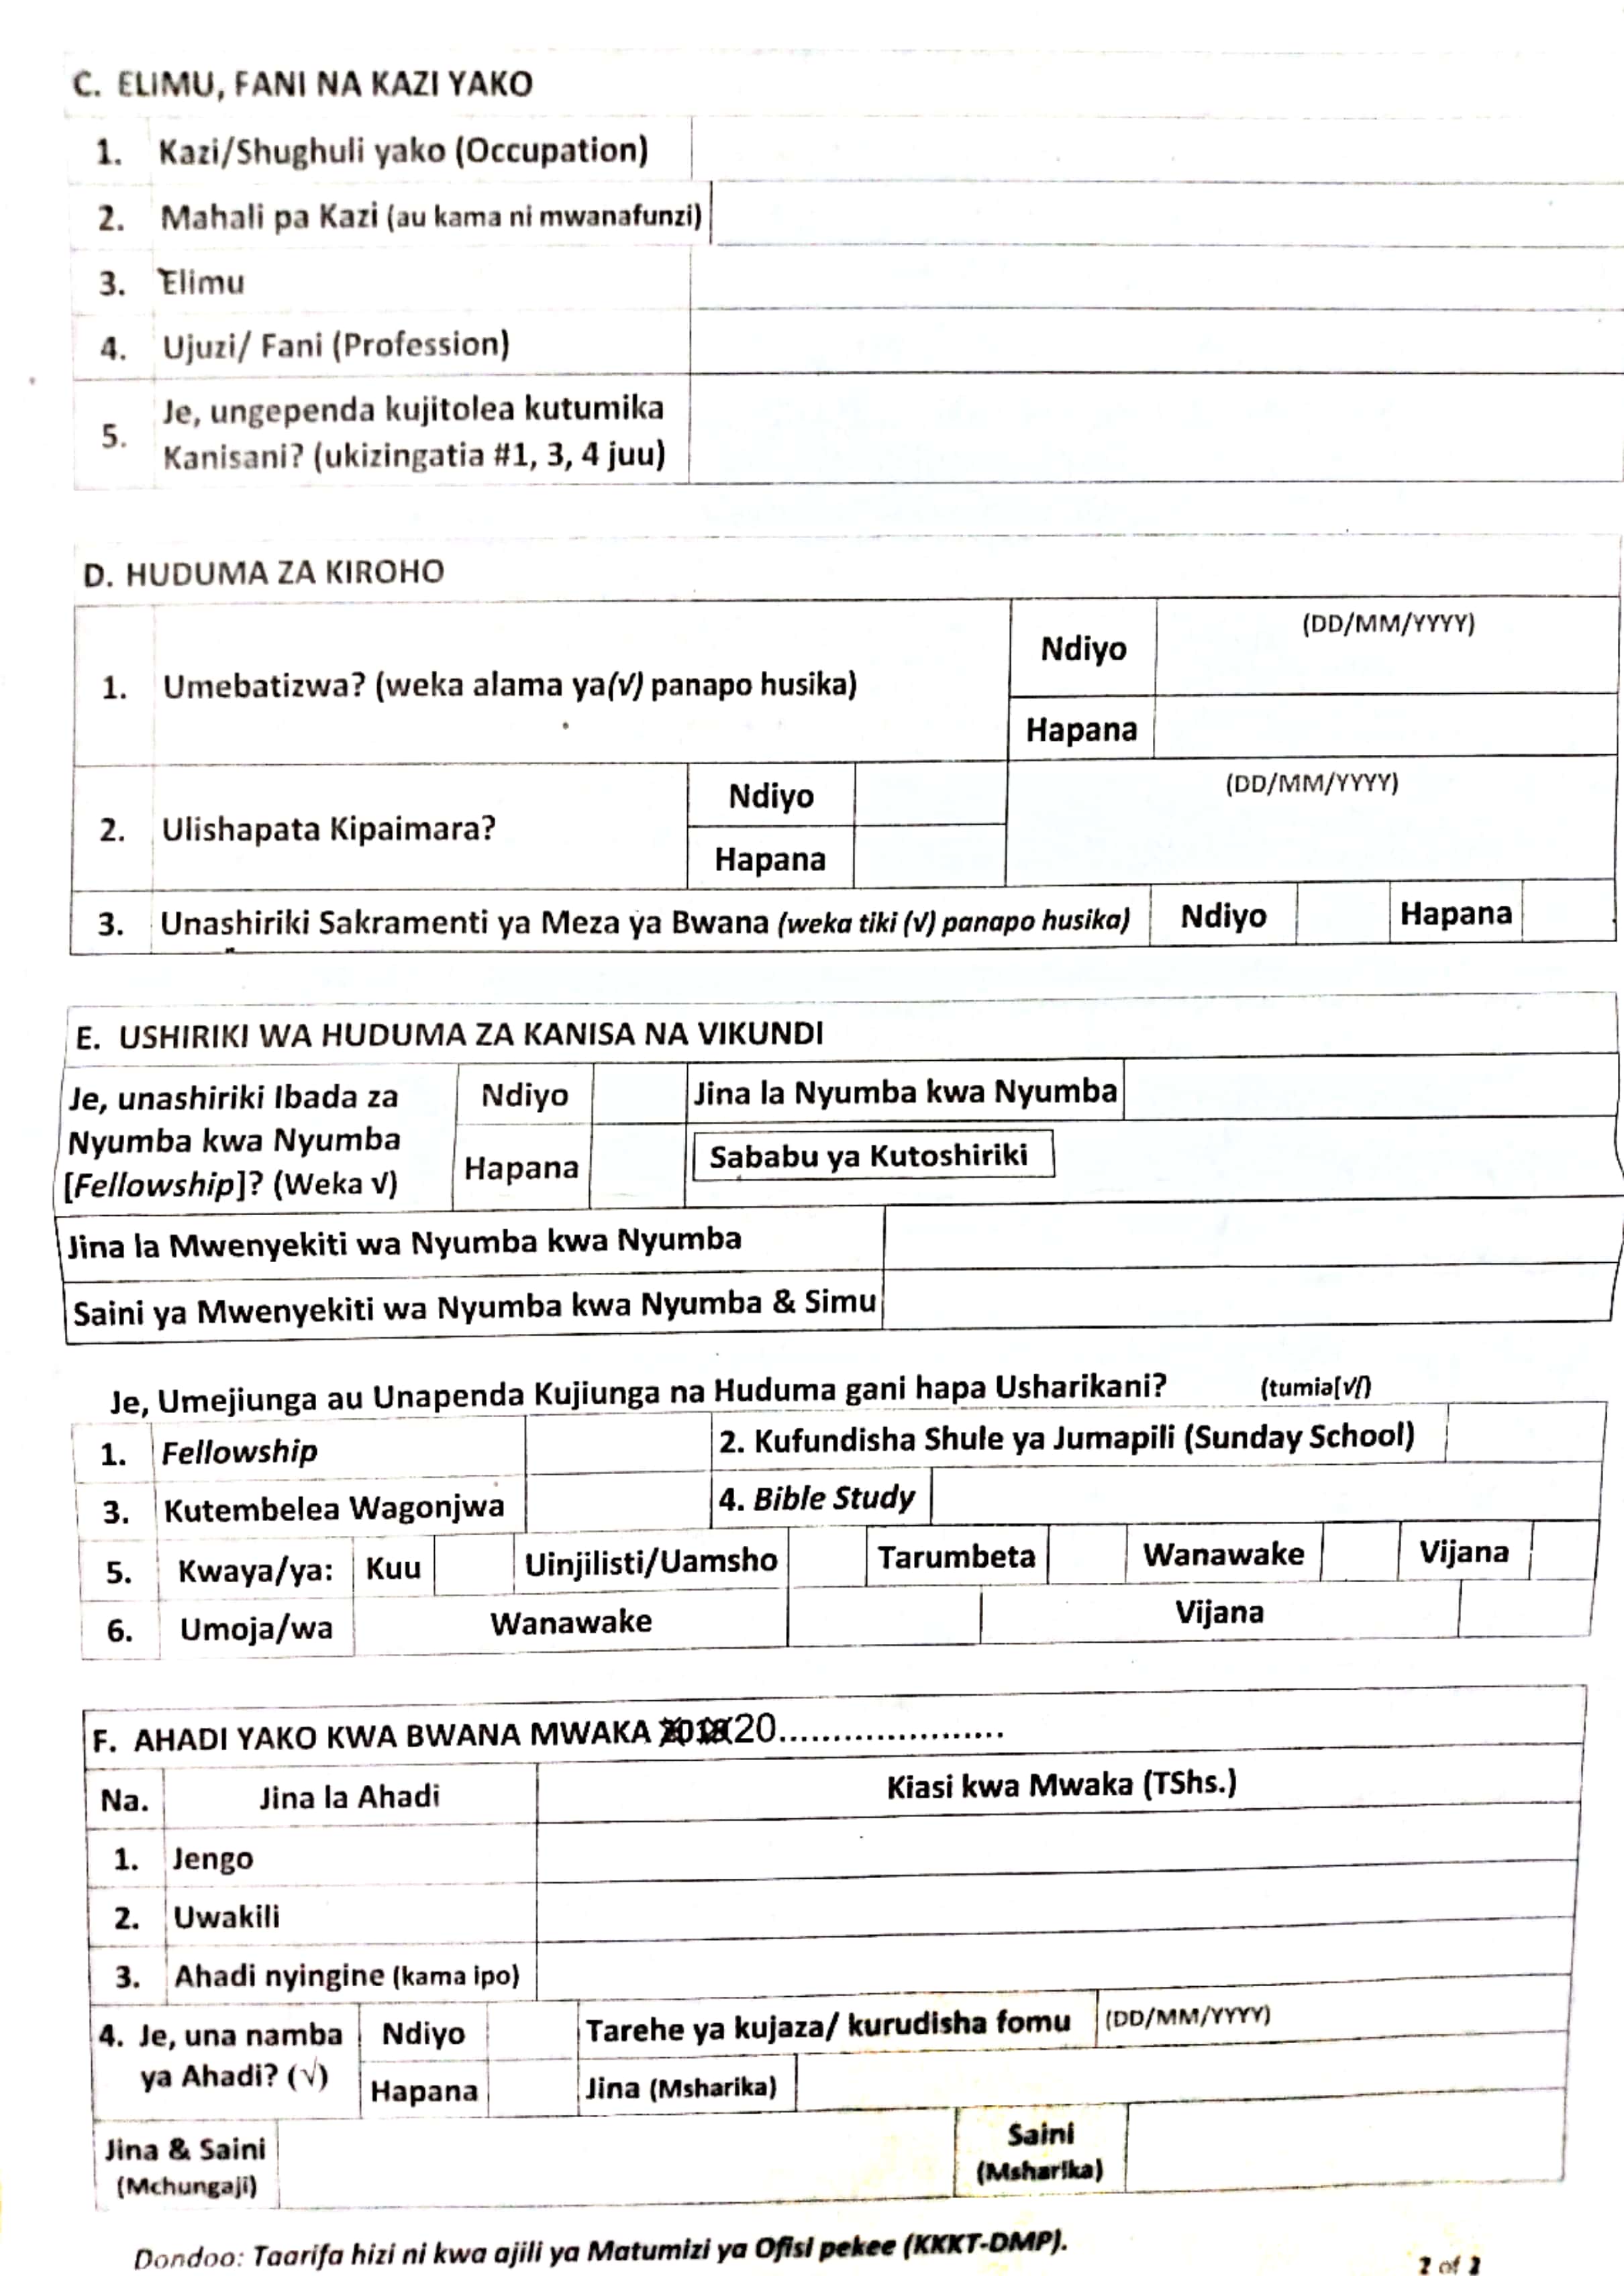 C. ELIMU, FANI NA KAZI YAKO
1. Kazi/Shughuli yako (Occupation)
2. Mahali pa Kazi (au kama ni mwanafunzi)
3. Elimu
4. Ujuzi/ Fani (Profession)
5. Je, ungependa kujitolea kutumika
Kanisani? (ukizingatia #1, 3, 4 juu)
D. HUDUMA ZA KIROHO
1. Umebatizwa? (weka alama ya(√) panapo husika) Ndiyo (DD/MM/YYYY)
Hapana
2. Ulishapata Kipaimara? Ndiyo (DD/MM/YYYY)
Hapana
3. Unashiriki Sakramenti ya Meza ya Bwana (weka tiki (√) panapo husika) Ndiyo Hapana
E. USHIRIKI WA HUDUMA ZA KANISA NA VIKUNDI
Je, unashiriki Ibada za Ndiyo Jina la Nyumba kwa Nyumba
Nyumba kwa Nyumba
[Fellowship]? (Weka √) Hapana Sababu ya Kutoshiriki
Jina la Mwenyekiti wa Nyumba kwa Nyumba
Saini ya Mwenyekiti wa Nyumba kwa Nyumba & Simu
Je, Umejiunga au Unapenda Kujiunga na Huduma gani hapa Usharikani? (tumia[√])
1. Fellowship 2. Kufundisha Shule ya Jumapili (Sunday School)
3. Kutembelea Wagonjwa 4. Bible Study
5. Kwaya/ya: Kuu Uinjilisti/Uamsho Tarumbeta Wanawake Vijana
6. Umoja/wa Wanawake Vijana
F. AHADI YAKO KWA BWANA MWAKA 20.....................
Na. Jina la Ahadi Kiasi kwa Mwaka (TShs.)
1. Jengo
2. Uwakili
3. Ahadi nyingine (kama ipo)
4. Je, una namba Ndiyo Tarehe ya kujaza/ kurudisha fomu (DD/MM/YYYY)
ya Ahadi? (√) Hapana Jina (Msharika)
Jina & Saini Saini
(Mchungaji) (Msharika)
Dondoo: Taarifa hizi ni kwa ajili ya Matumizi ya Ofisi pekee (KKKT-DMP).
2 of 2